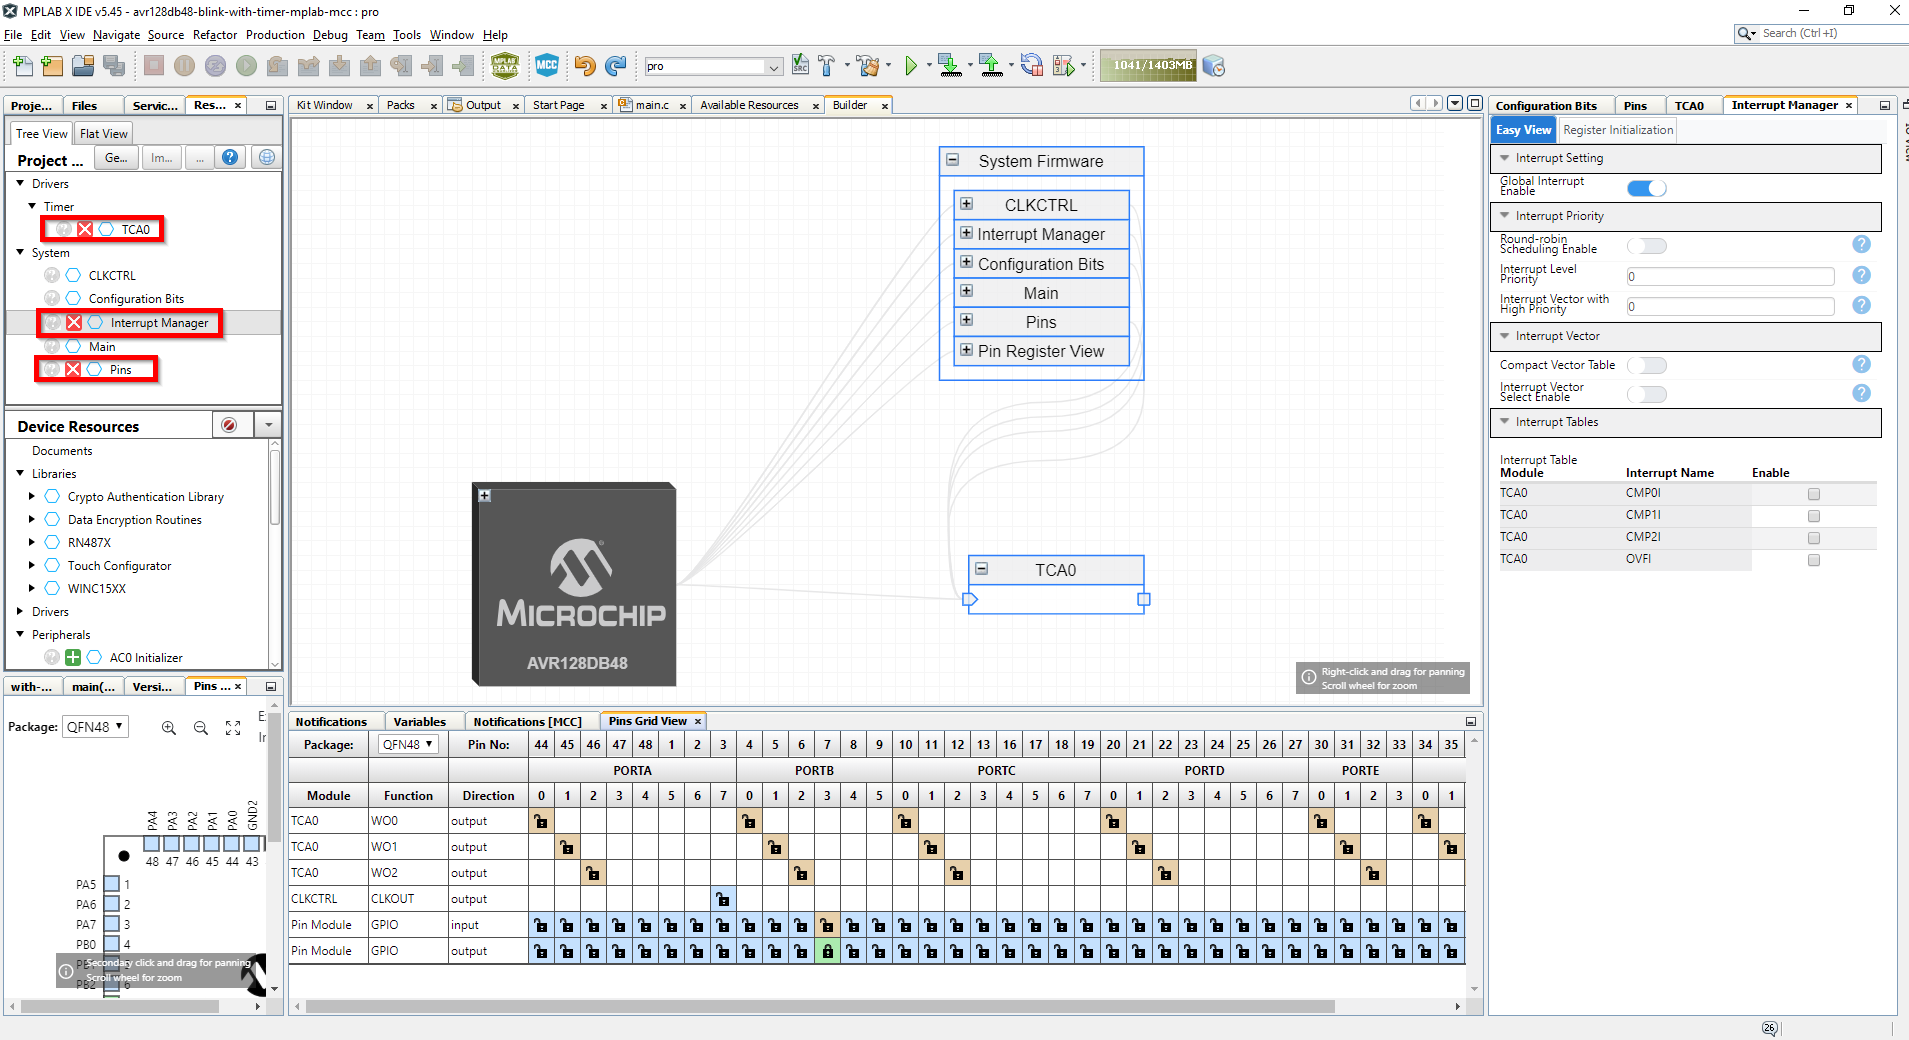 MPLAB X IDE v5.45 - avr128db48-blink-with-timer-mplab-mcc : pro
File Edit View Navigate Source Refactor Production Debug Team Tools Window Help
Search (Ctrl+I)
MPLAB DATA
MCC
pro
SRC
1041/1403MB
Proje... Files Servic... Res... ×
Tree View Flat View
Project ... Ge... Im... ... ?
Drivers
Timer
TCA0
System
CLKCTRL
Configuration Bits
Interrupt Manager
Main
Pins
Device Resources
Documents
Libraries
Crypto Authentication Library
Data Encryption Routines
RN487X
Touch Configurator
WINC15XX
Drivers
Peripherals
AC0 Initializer
with-... main(... Versi... Pins ... ×
Package: QFN48
PA4 PA3 PA2 PA1 PA0 GND2
48 47 46 45 44 43
PA5 1
PA6 2
PA7 3
PB0 4
PB1 5
PB2 6
Secondary click and drag for panning
Scroll wheel for zoom
Kit Window × Packs × Output × Start Page × main.c × Available Resources × Builder ×
System Firmware
CLKCTRL
Interrupt Manager
Configuration Bits
Main
Pins
Pin Register View
TCA0
MICROCHIP
AVR128DB48
Right-click and drag for panning
Scroll wheel for zoom
Notifications Variables Notifications [MCC] Pins Grid View ×
Package: QFN48 Pin No: 44 45 46 47 48 1 2 3 4 5 6 7 8 9 10 11 12 13 14 15 16 17 18 19 20 21 22 23 24 25 26 27 30 31 32 33 34 35
PORTA PORTB PORTC PORTD PORTE
Module Function Direction 0 1 2 3 4 5 6 7 0 1 2 3 4 5 0 1 2 3 4 5 6 7 0 1 2 3 4 5 6 7 0 1 2 3 0 1
TCA0 WO0 output
TCA0 WO1 output
TCA0 WO2 output
CLKCTRL CLKOUT output
Pin Module GPIO input
Pin Module GPIO output
Configuration Bits Pins TCA0 Interrupt Manager ×
Easy View Register Initialization
Interrupt Setting
Global Interrupt
Enable
Interrupt Priority
Round-robin
Scheduling Enable
Interrupt Level
Priority 0
Interrupt Vector with
High Priority 0
Interrupt Vector
Compact Vector Table
Interrupt Vector
Select Enable
Interrupt Tables
Interrupt Table
Module Interrupt Name Enable
TCA0 CMP0I
TCA0 CMP1I
TCA0 CMP2I
TCA0 OVFI
26